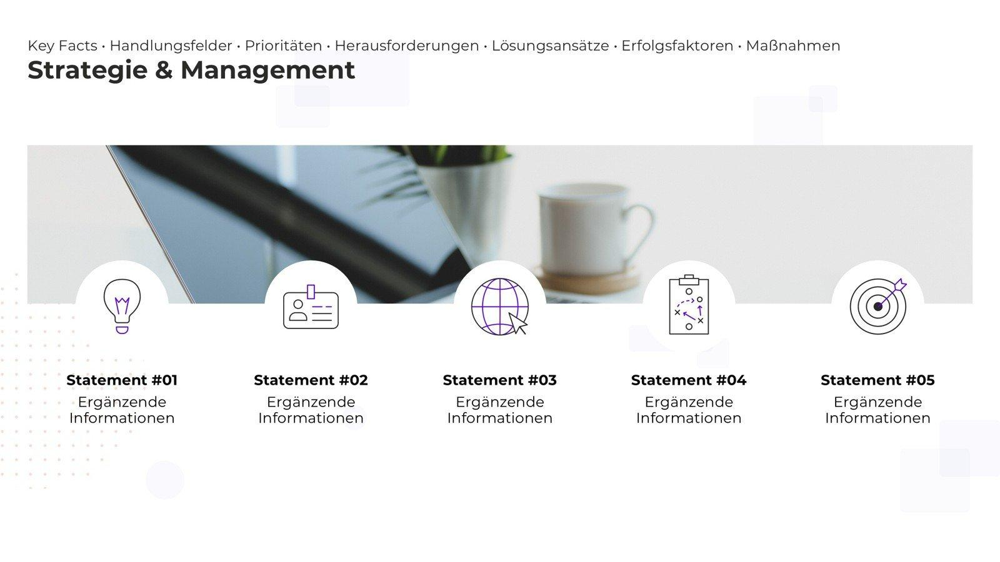 Key Facts • Handlungsfelder • Prioritäten • Herausforderungen • Lösungsansätze • Erfolgsfaktoren • Maßnahmen
Strategie & Management
Statement #01
Ergänzende
Informationen
Statement #02
Ergänzende
Informationen
Statement #03
Ergänzende
Informationen
Statement #04
Ergänzende
Informationen
Statement #05
Ergänzende
Informationen